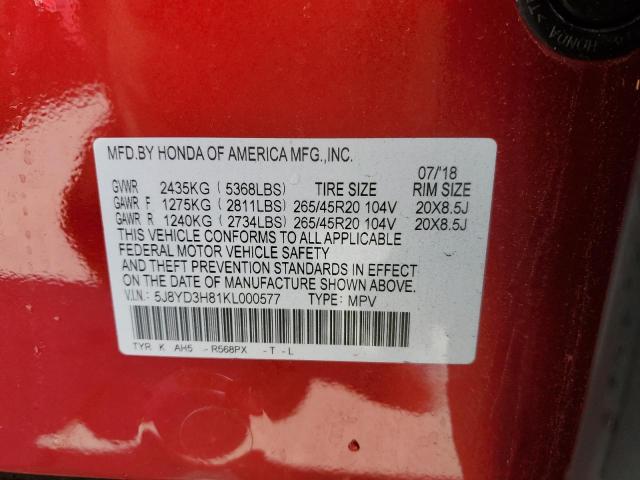 HONDA >T
MFD.BY HONDA OF AMERICA MFG.,INC.
07/'18
GVWR 2435KG ( 5368LBS) TIRE SIZE RIM SIZE
GAWR F 1275KG ( 2811LBS) 265/45R20 104V 20X8.5J
GAWR R 1240KG ( 2734LBS) 265/45R20 104V 20X8.5J
THIS VEHICLE CONFORMS TO ALL APPLICABLE
FEDERAL MOTOR VEHICLE SAFETY
AND THEFT PREVENTION STANDARDS IN EFFECT
ON THE DATE OF MANUFACTURE SHOWN ABOVE.
V.I.N.: 5J8YD3H81KL000577 TYPE: MPV
TYR K AH5 -R568PX -T -L